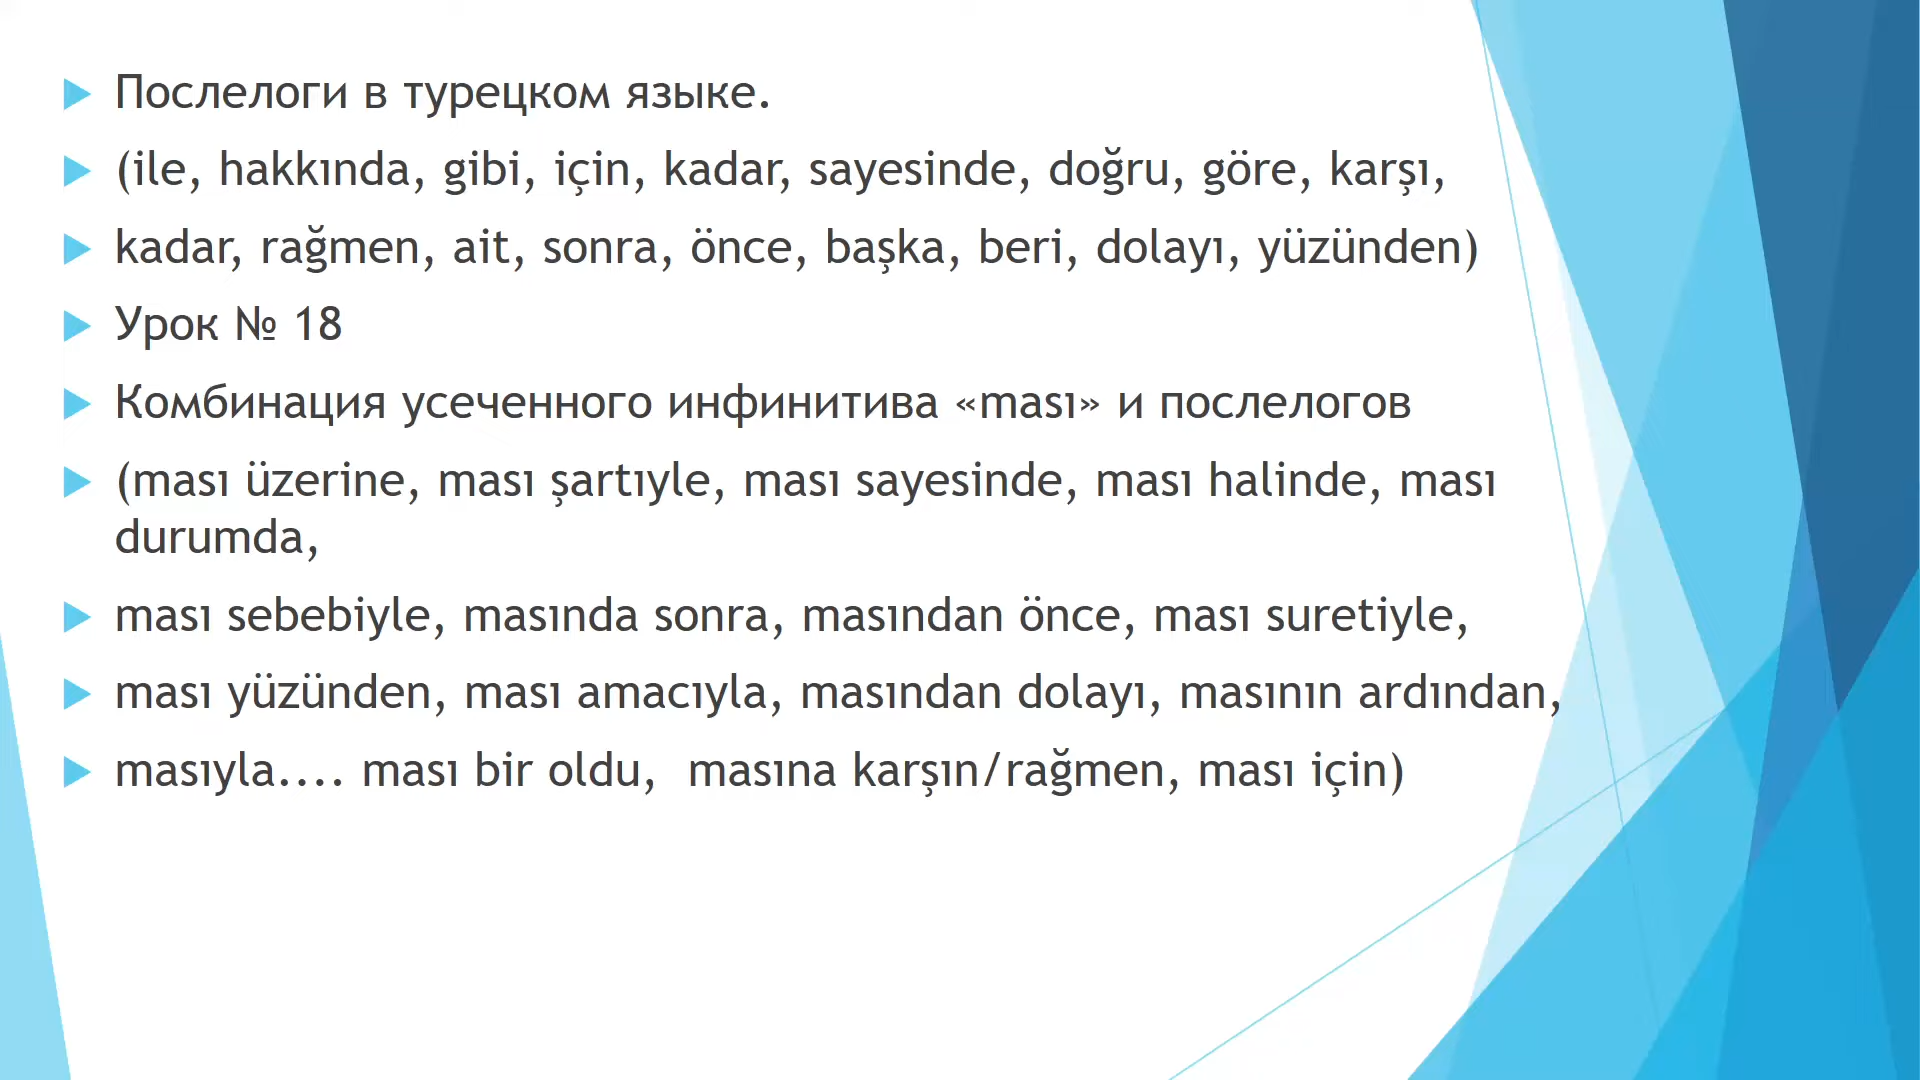 Послелоги в турецком языке.
(ile, hakkında, gibi, için, kadar, sayesinde, doğru, göre, karşı,
kadar, rağmen, ait, sonra, önce, başka, beri, dolayı, yüzünden)
Урок № 18
Комбинация усеченного инфинитива «ması» и послелогов
(ması üzerine, ması şartıyle, ması sayesinde, ması halinde, ması
durumda,
ması sebebiyle, masında sonra, masından önce, ması suretiyle,
ması yüzünden, ması amacıyla, masından dolayı, masının ardından,
masıyla.... ması bir oldu,  masına karşın/rağmen, ması için)